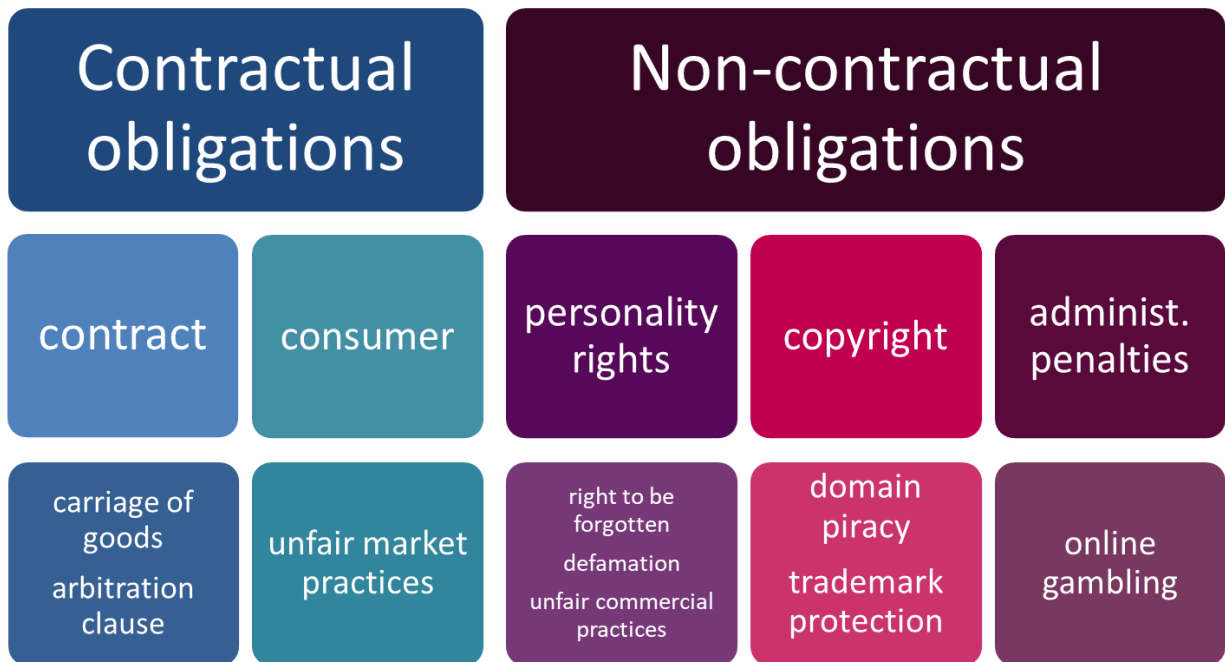 Contractual
obligations
Non-contractual
obligations
contract
consumer
personality
rights
copyright
administ.
penalties
carriage of
goods
arbitration
clause
unfair market
practices
right to be
forgotten
defamation
unfair commercial
practices
domain
piracy
trademark
protection
online
gambling